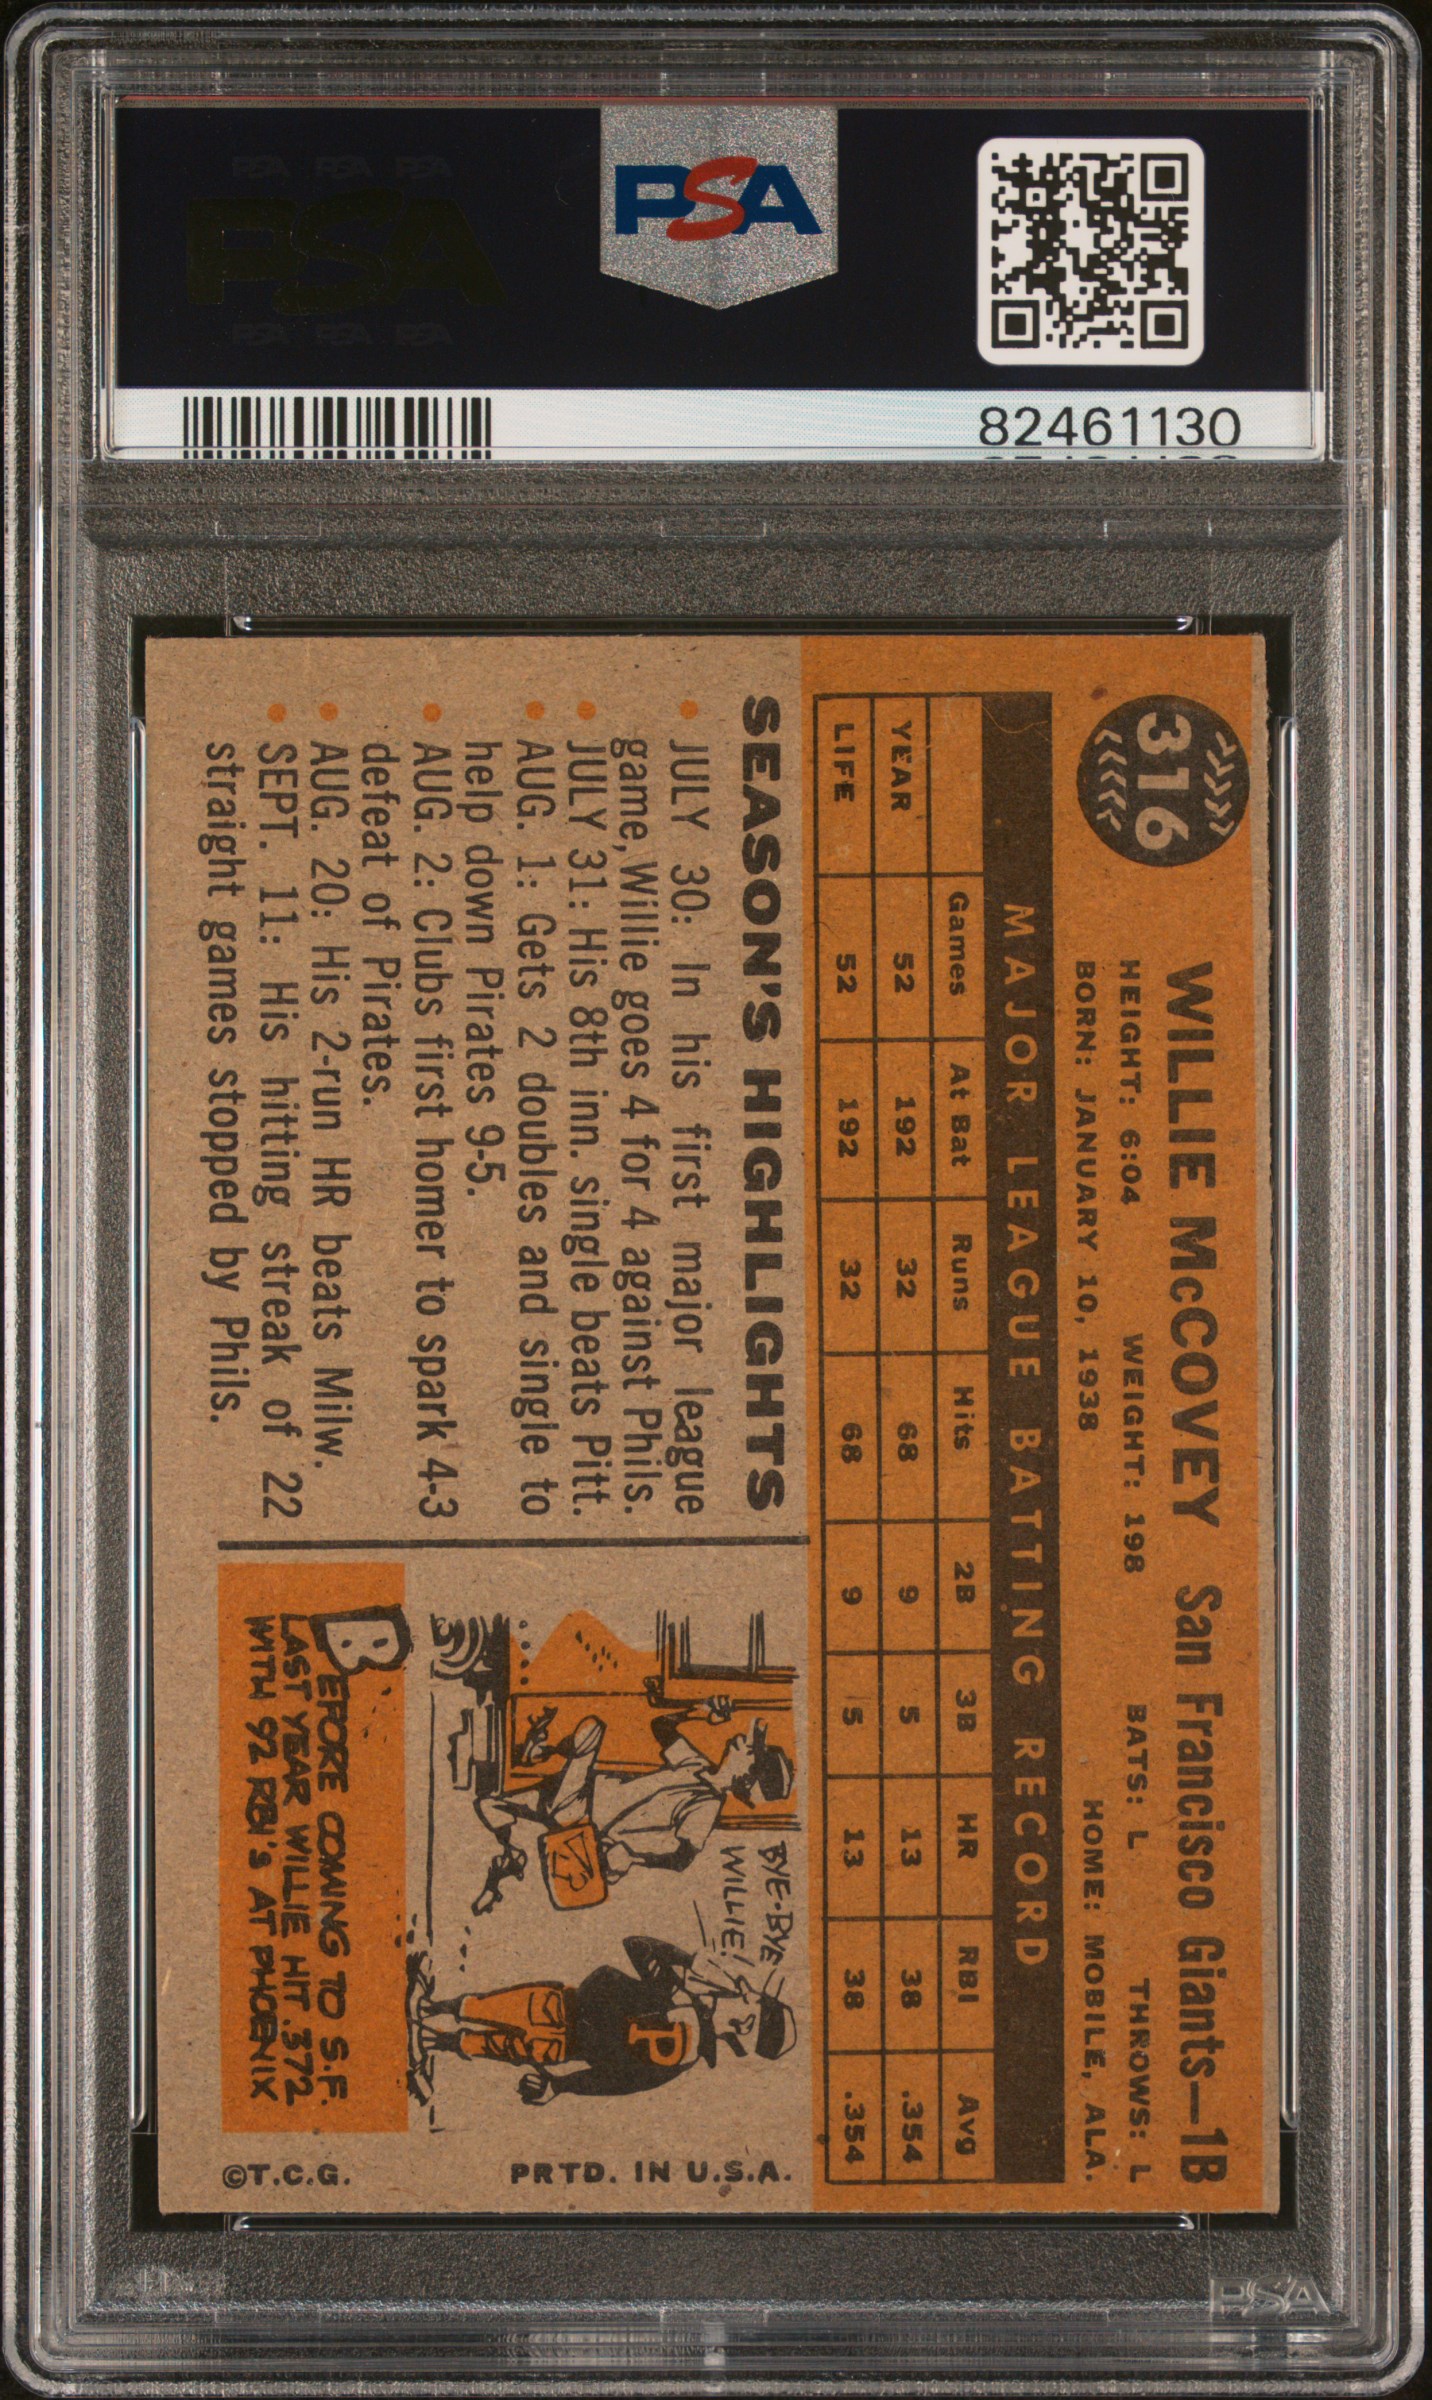 PSA PSA PSA
PSA
PSA PSA PSA
PSA
82461130
316
WILLIE McCOVEY San Francisco Giants—1B
HEIGHT: 6:04 WEIGHT: 198 BATS: L THROWS: L
BORN: JANUARY 10, 1938 HOME: MOBILE, ALA.
MAJOR LEAGUE BATTING RECORD
Games At Bat Runs Hits 2B 3B HR RBI Avg
YEAR 52 192 32 68 9 5 13 38 .354
LIFE 52 192 32 68 9 5 13 38 .354
SEASON'S HIGHLIGHTS
• JULY 30: In his first major league
game, Willie goes 4 for 4 against Phils.
• JULY 31: His 8th inn. single beats Pitt.
• AUG. 1: Gets 2 doubles and single to
help down Pirates 9-5.
• AUG. 2: Clubs first homer to spark 4-3
defeat of Pirates.
• AUG. 20: His 2-run HR beats Milw.
• SEPT. 11: His hitting streak of 22
straight games stopped by Phils.
BYE-BYE
WILLIE!
P
BEFORE COMING TO S.F.
LAST YEAR WILLIE HIT .372
WITH 92 RBI's AT PHOENIX
©T.C.G. PRTD. IN U.S.A.
PSA